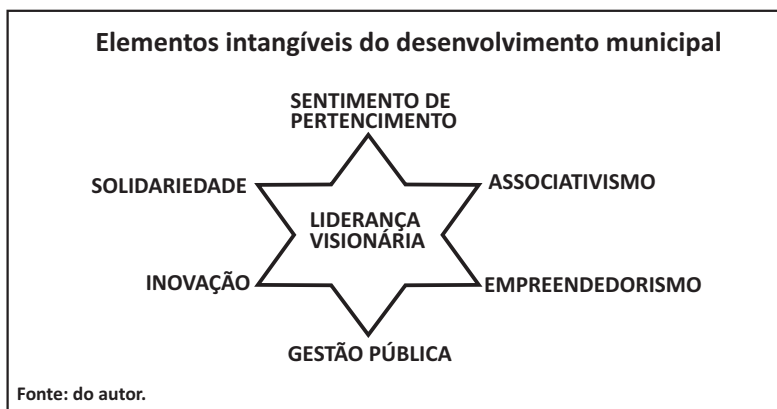 Elementos intangíveis do desenvolvimento municipal
SENTIMENTO DE
PERTENCIMENTO
SOLIDARIEDADE
ASSOCIATIVISMO
LIDERANÇA
VISIONÁRIA
INOVAÇÃO
EMPREENDEDORISMO
GESTÃO PÚBLICA
Fonte: do autor.